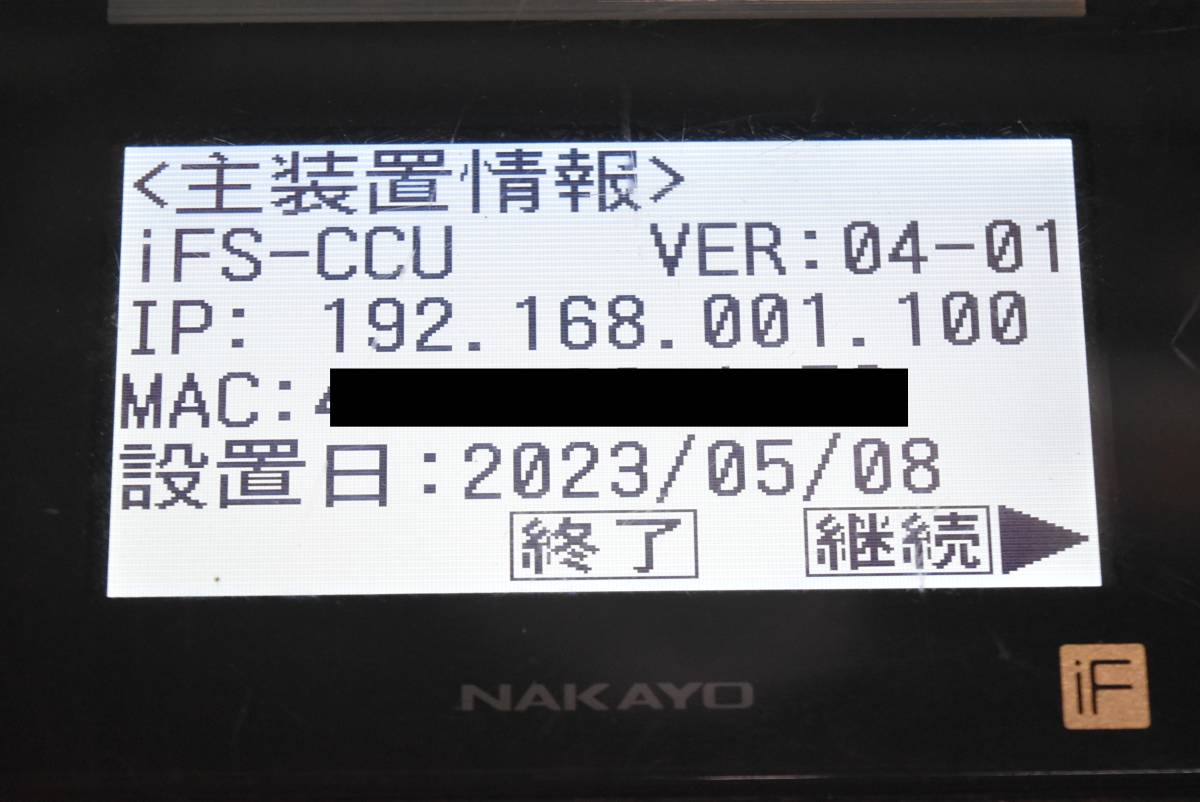 <主装置情報>
iFS-CCU VER:04-01
IP: 192.168.001.100
MAC:
設置日:2023/05/08
終了 継続
NAKAYO
iF